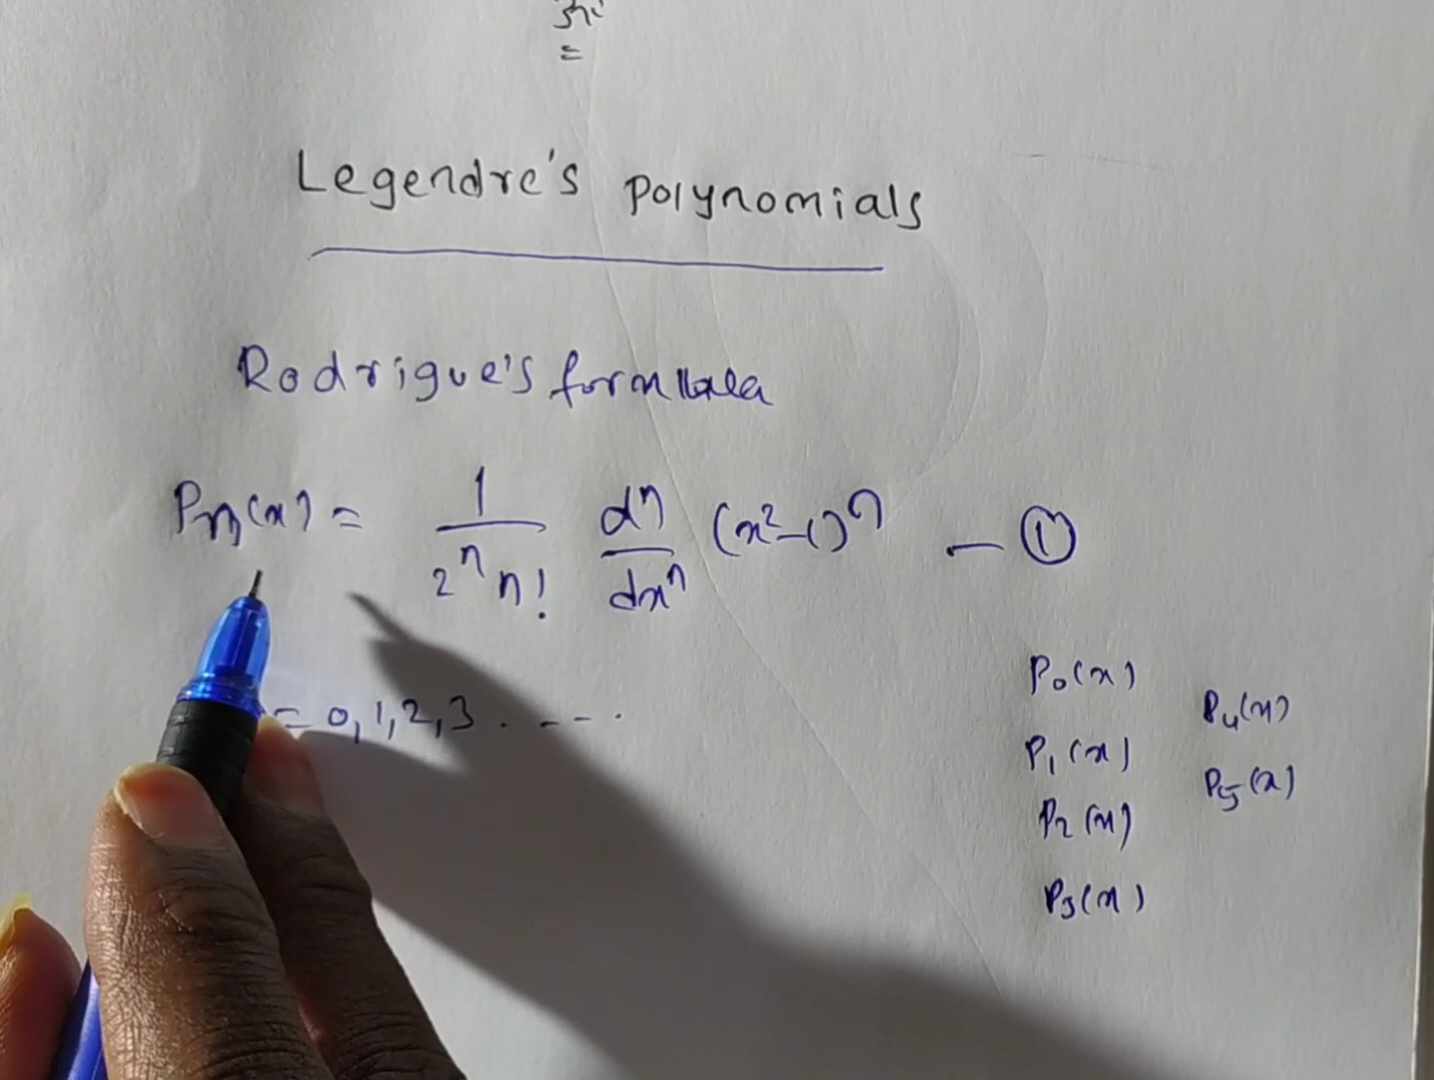 Legendre's Polynomials
Rodrigue's formula
Pn(x) = 1/(2^n n!) d^n/dx^n (x²-1)^n — ①
= 0, 1, 2, 3 . - - - .
P₀(x)
P₁(x)
P₂(x)
P₃(x)
P₄(x)
P₅(x)